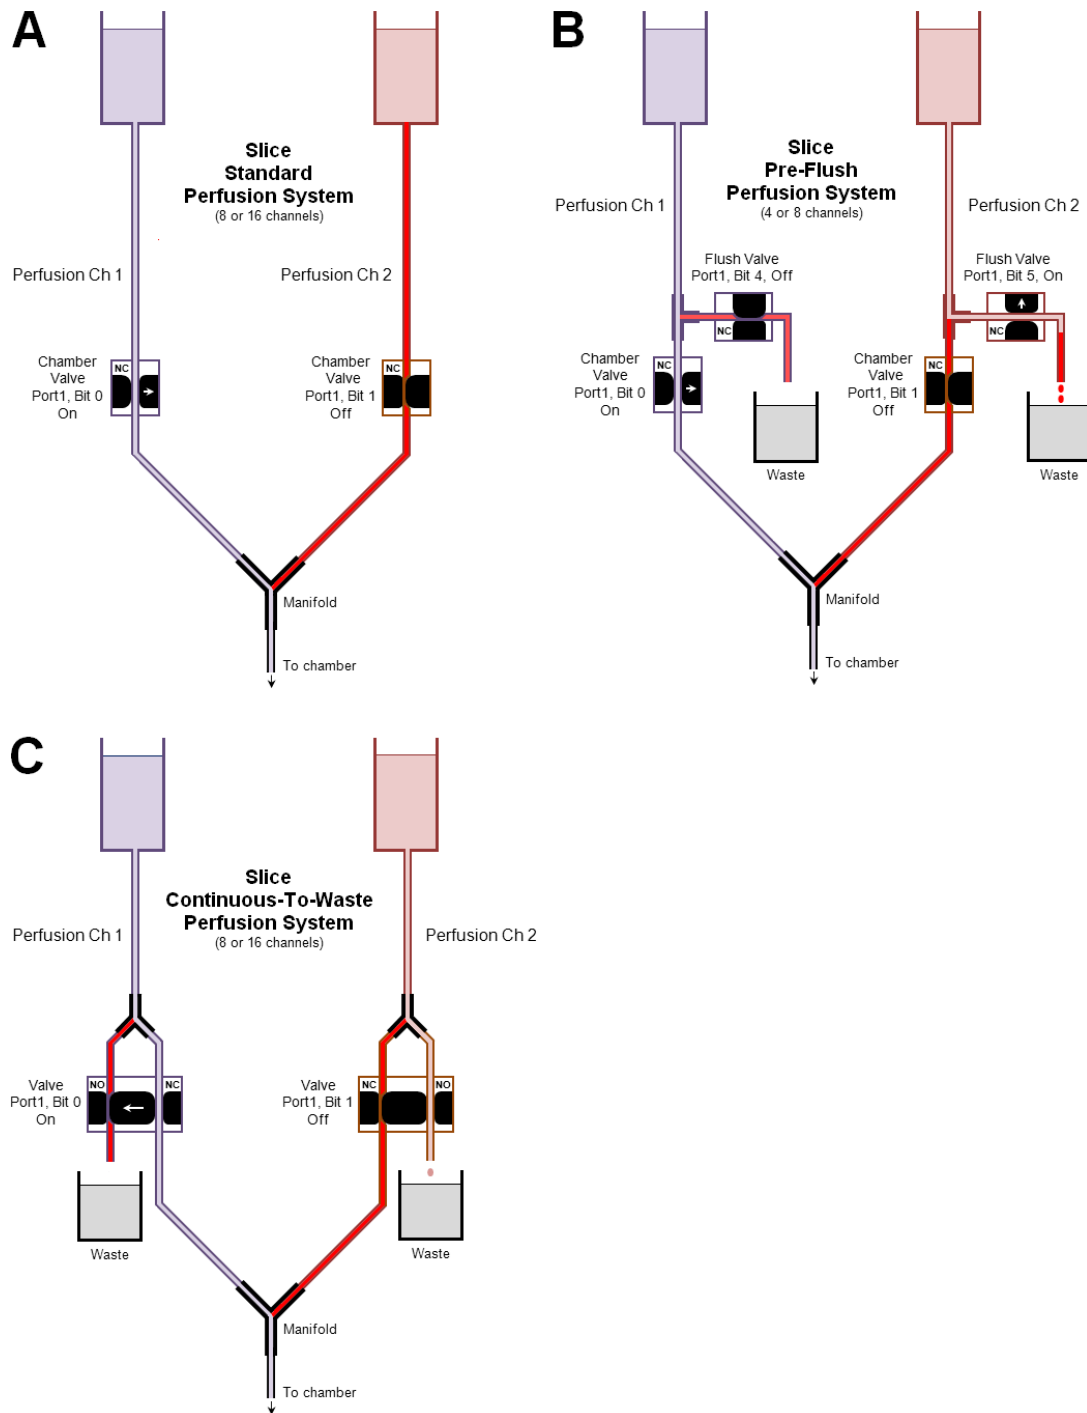 A
Slice
Standard
Perfusion System
(8 or 16 channels)
Perfusion Ch 1
Perfusion Ch 2
Chamber
Valve
Port1, Bit 0
On
NC
Chamber
Valve
Port1, Bit 1
Off
NC
Manifold
To chamber
B
Slice
Pre-Flush
Perfusion System
(4 or 8 channels)
Perfusion Ch 1
Perfusion Ch 2
Flush Valve
Port1, Bit 4, Off
NC
Flush Valve
Port1, Bit 5, On
NC
Chamber
Valve
Port1, Bit 0
On
NC
Chamber
Valve
Port1, Bit 1
Off
NC
Waste
Waste
Manifold
To chamber
C
Slice
Continuous-To-Waste
Perfusion System
(8 or 16 channels)
Perfusion Ch 1
Perfusion Ch 2
Valve
Port1, Bit 0
On
NO
NC
Valve
Port1, Bit 1
Off
NC
NO
Waste
Waste
Manifold
To chamber